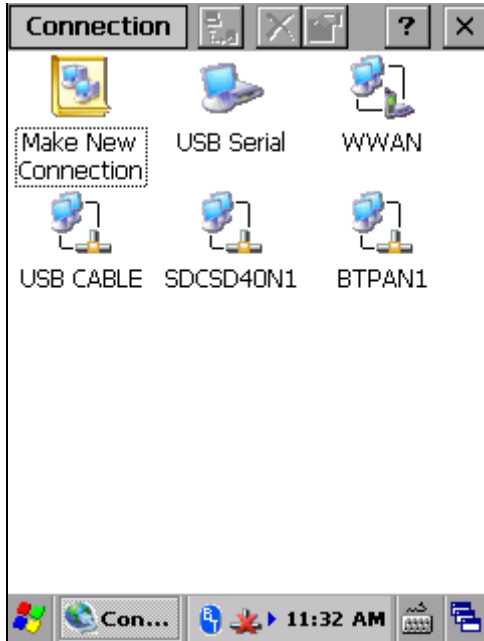 Connection ? ×
Make New
Connection
USB Serial
WWAN
USB CABLE
SDCSD40N1
BTPAN1
Con... 11:32 AM